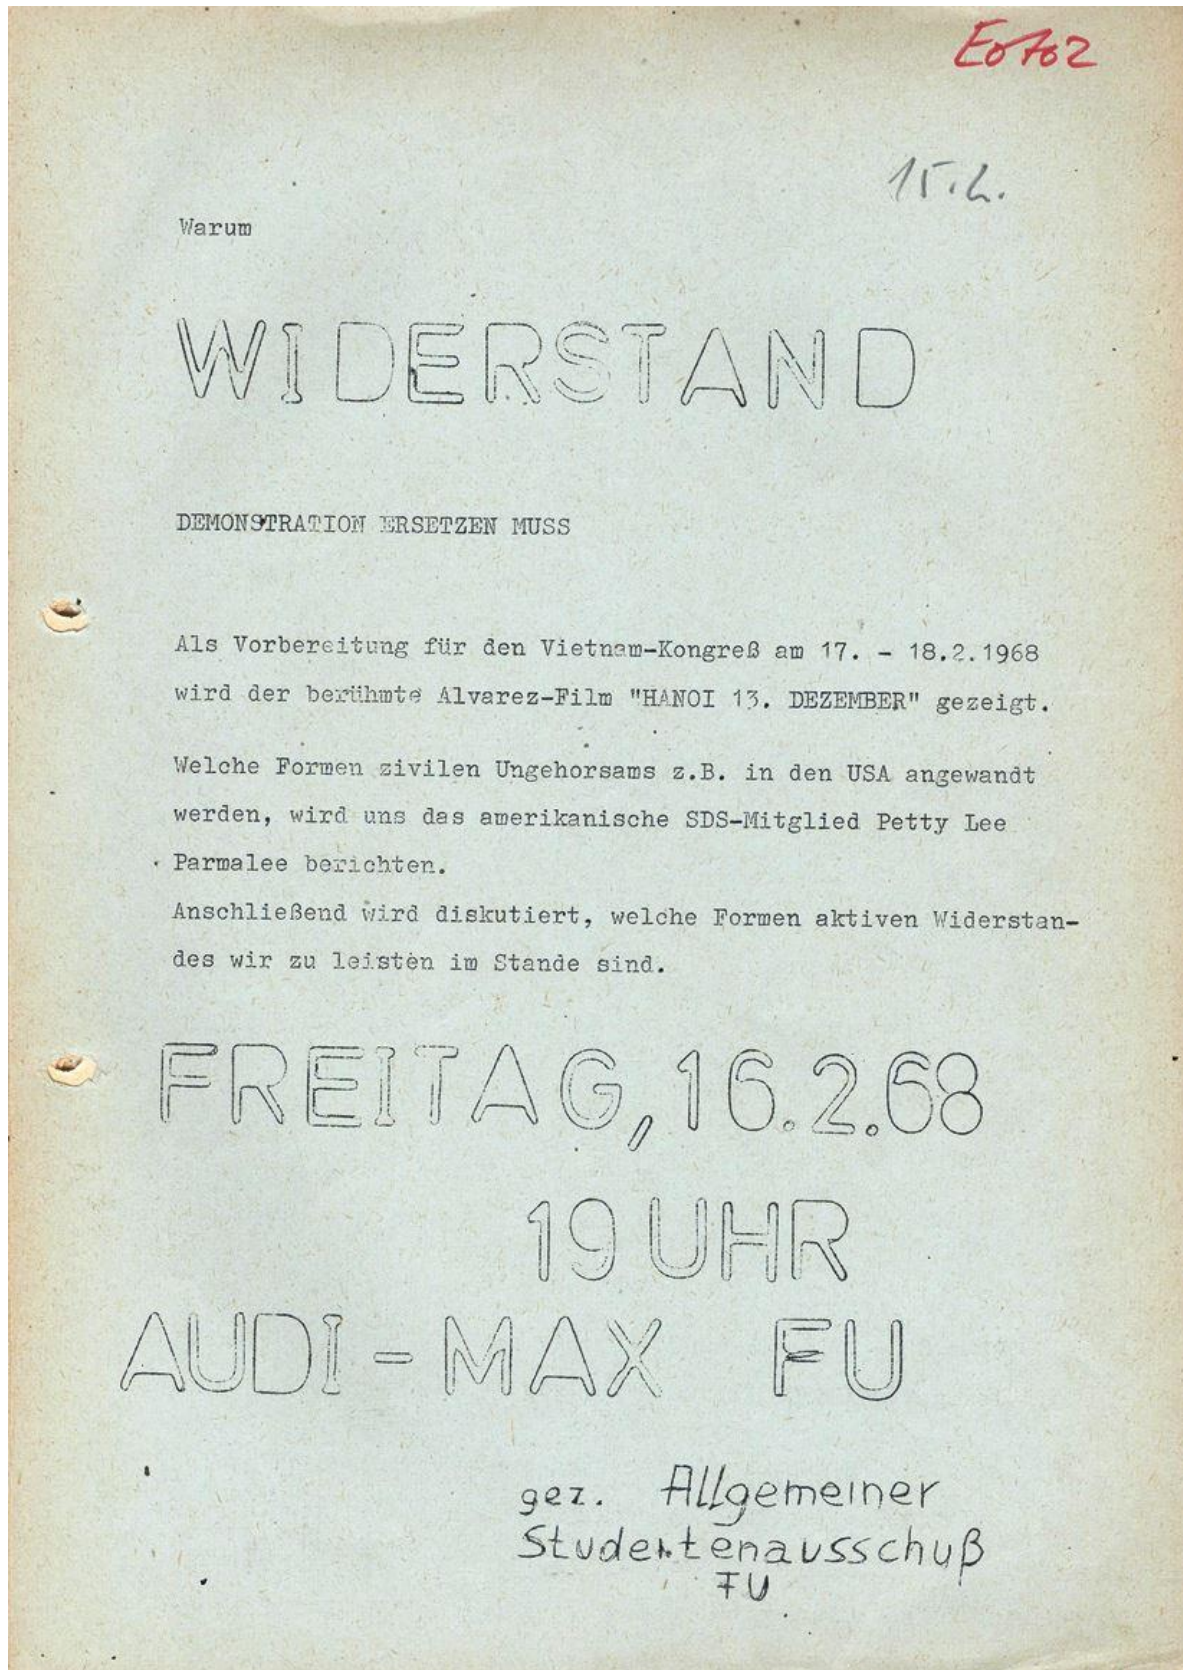 15.2.
Warum
WIDERSTAND
DEMONSTRATION ERSETZEN MUSS
Als Vorbereitung für den Vietnam-Kongreß am 17. - 18.2.1968
wird der berühmte Alvarez-Film "HANOI 13. DEZEMBER" gezeigt.
Welche Formen zivilen Ungehorsams z.B. in den USA angewandt
werden, wird uns das amerikanische SDS-Mitglied Petty Lee
Parmalee berichten.
Anschließend wird diskutiert, welche Formen aktiven Widerstan-
des wir zu leisten im Stande sind.
FREITAG, 16.2.68
19 UHR
AUDI-MAX FU
gez. Allgemeiner
Studentenausschuß
FU